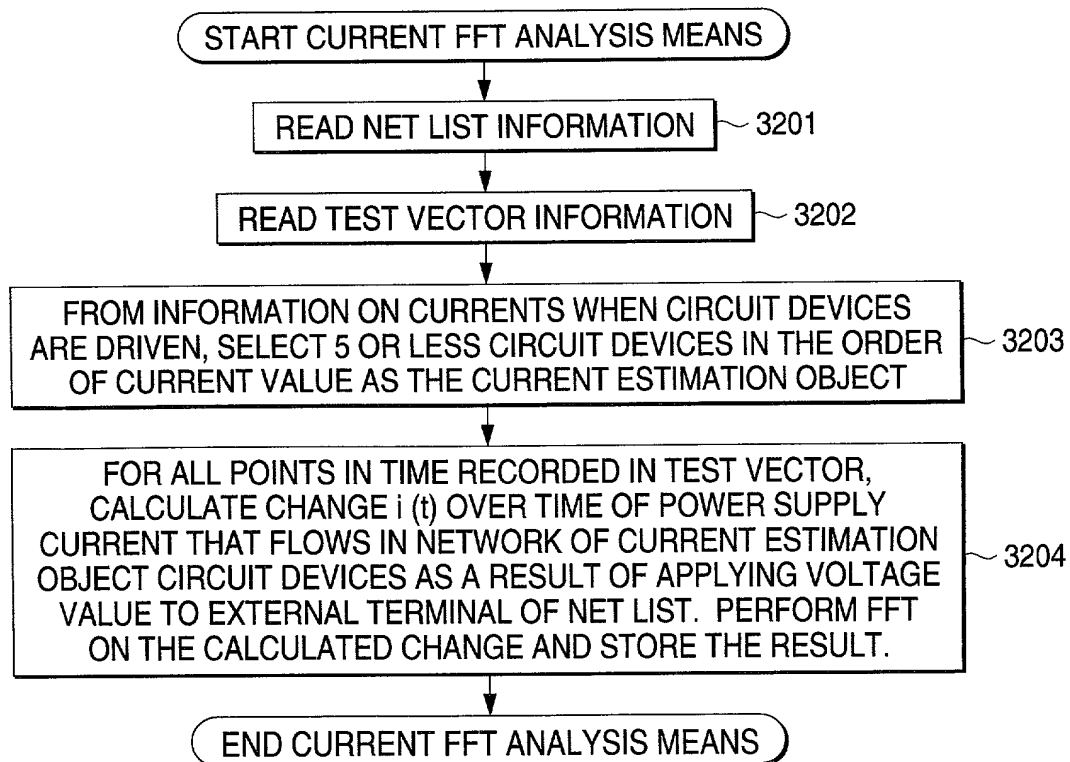 START CURRENT FFT ANALYSIS MEANS
READ NET LIST INFORMATION
3201
READ TEST VECTOR INFORMATION
3202
FROM INFORMATION ON CURRENTS WHEN CIRCUIT DEVICES
ARE DRIVEN, SELECT 5 OR LESS CIRCUIT DEVICES IN THE ORDER
OF CURRENT VALUE AS THE CURRENT ESTIMATION OBJECT
3203
FOR ALL POINTS IN TIME RECORDED IN TEST VECTOR,
CALCULATE CHANGE i (t) OVER TIME OF POWER SUPPLY
CURRENT THAT FLOWS IN NETWORK OF CURRENT ESTIMATION
OBJECT CIRCUIT DEVICES AS A RESULT OF APPLYING VOLTAGE
VALUE TO EXTERNAL TERMINAL OF NET LIST. PERFORM FFT
ON THE CALCULATED CHANGE AND STORE THE RESULT.
3204
END CURRENT FFT ANALYSIS MEANS